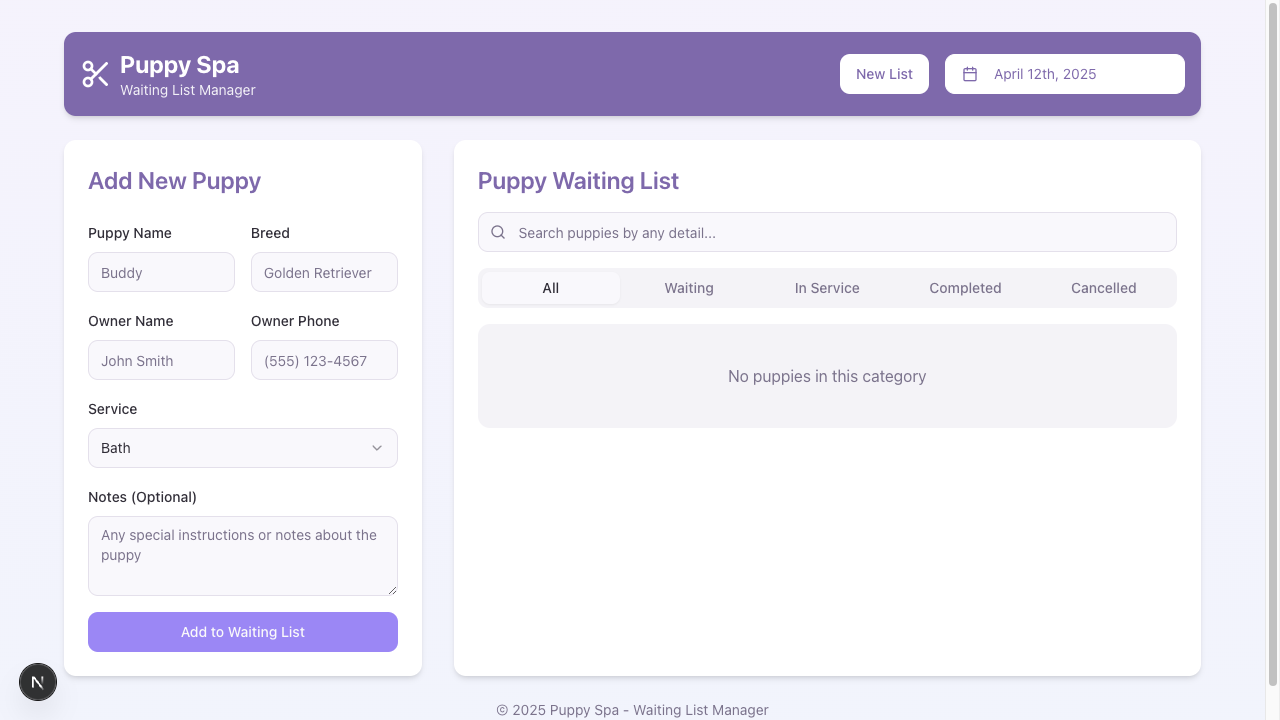 Puppy Spa
Waiting List Manager
New List
April 12th, 2025
Add New Puppy
Puppy Name
Breed
Buddy
Golden Retriever
Owner Name
Owner Phone
John Smith
(555) 123-4567
Service
Bath
Notes (Optional)
Any special instructions or notes about the
puppy
Add to Waiting List
Puppy Waiting List
Search puppies by any detail...
All
Waiting
In Service
Completed
Cancelled
No puppies in this category
N
© 2025 Puppy Spa - Waiting List Manager